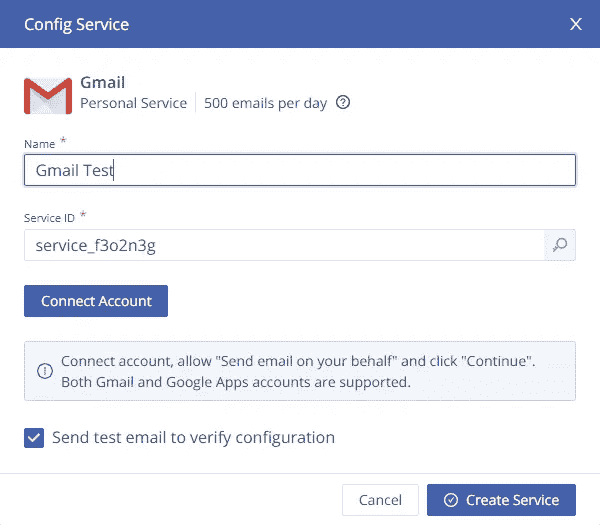 Config Service
Gmail
Personal Service 500 emails per day
Name *
Gmail Test
Service ID *
service_f3o2n3g
Connect Account
Connect account, allow "Send email on your behalf" and click "Continue".
Both Gmail and Google Apps accounts are supported.
Send test email to verify configuration
Cancel
Create Service